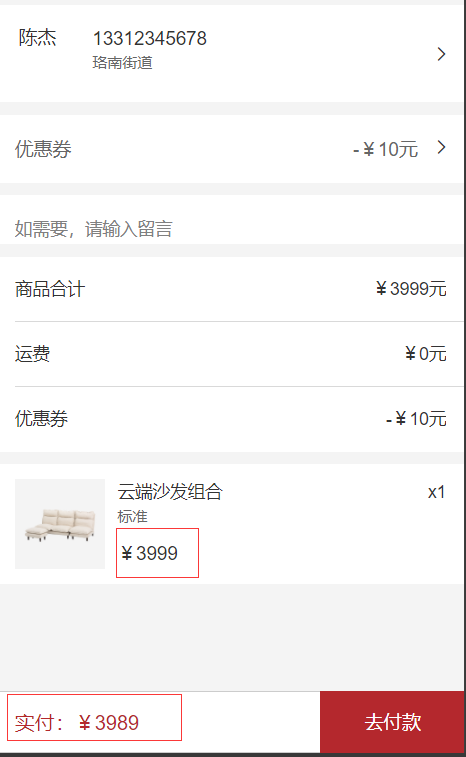 陈杰 13312345678
珞南街道
优惠券 -￥10元
如需要，请输入留言
商品合计 ￥3999元
运费 ￥0元
优惠券 -￥10元
云端沙发组合 x1
标准
￥3999
实付：￥3989 去付款